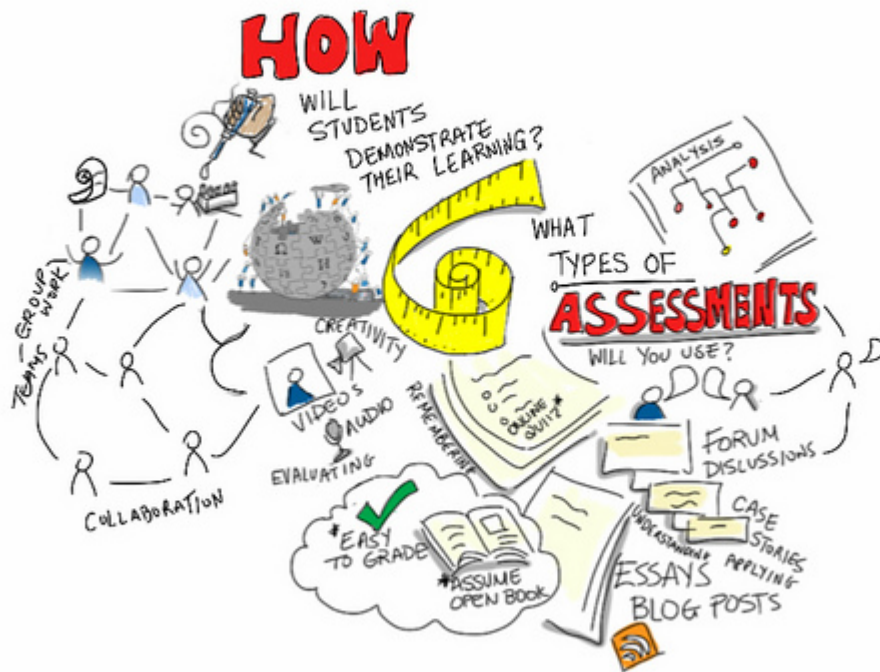 HOW
WILL
STUDENTS
DEMONSTRATE
THEIR LEARNING?
WHAT
TYPES OF
ASSESSMENTS
WILL YOU USE?
ANALYSIS
TEAMS - GROUP
WORK
COLLABORATION
CREATIVITY
VIDEOS
AUDIO
EVALUATING
REMEMBERING
ONLINE
QUIZ*
*EASY
TO GRADE
*ASSUME
OPEN BOOK
FORUM
DISCUSSIONS
CASE
STORIES
UNDERSTANDING
APPLYING
ESSAYS
BLOG POSTS
Ω
W